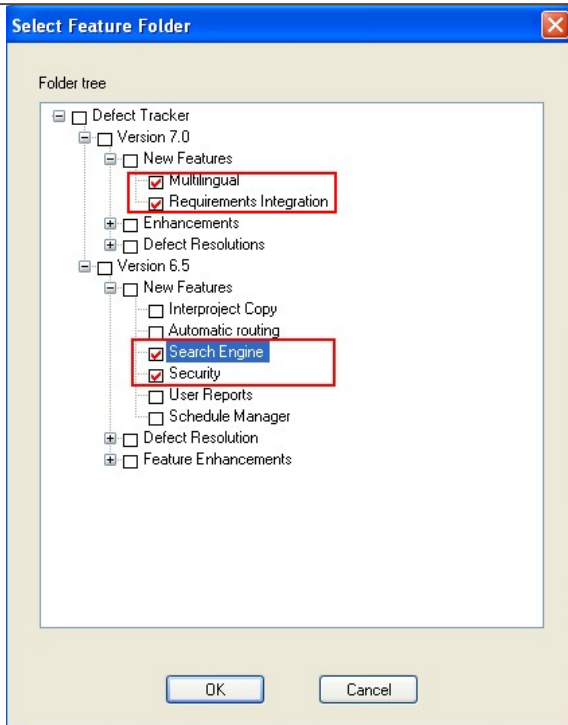 Select Feature Folder
Folder tree
Defect Tracker
Version 7.0
New Features
Multilingual
Requirements Integration
Enhancements
Defect Resolutions
Version 6.5
New Features
Interproject Copy
Automatic routing
Search Engine
Security
User Reports
Schedule Manager
Defect Resolution
Feature Enhancements
OK Cancel